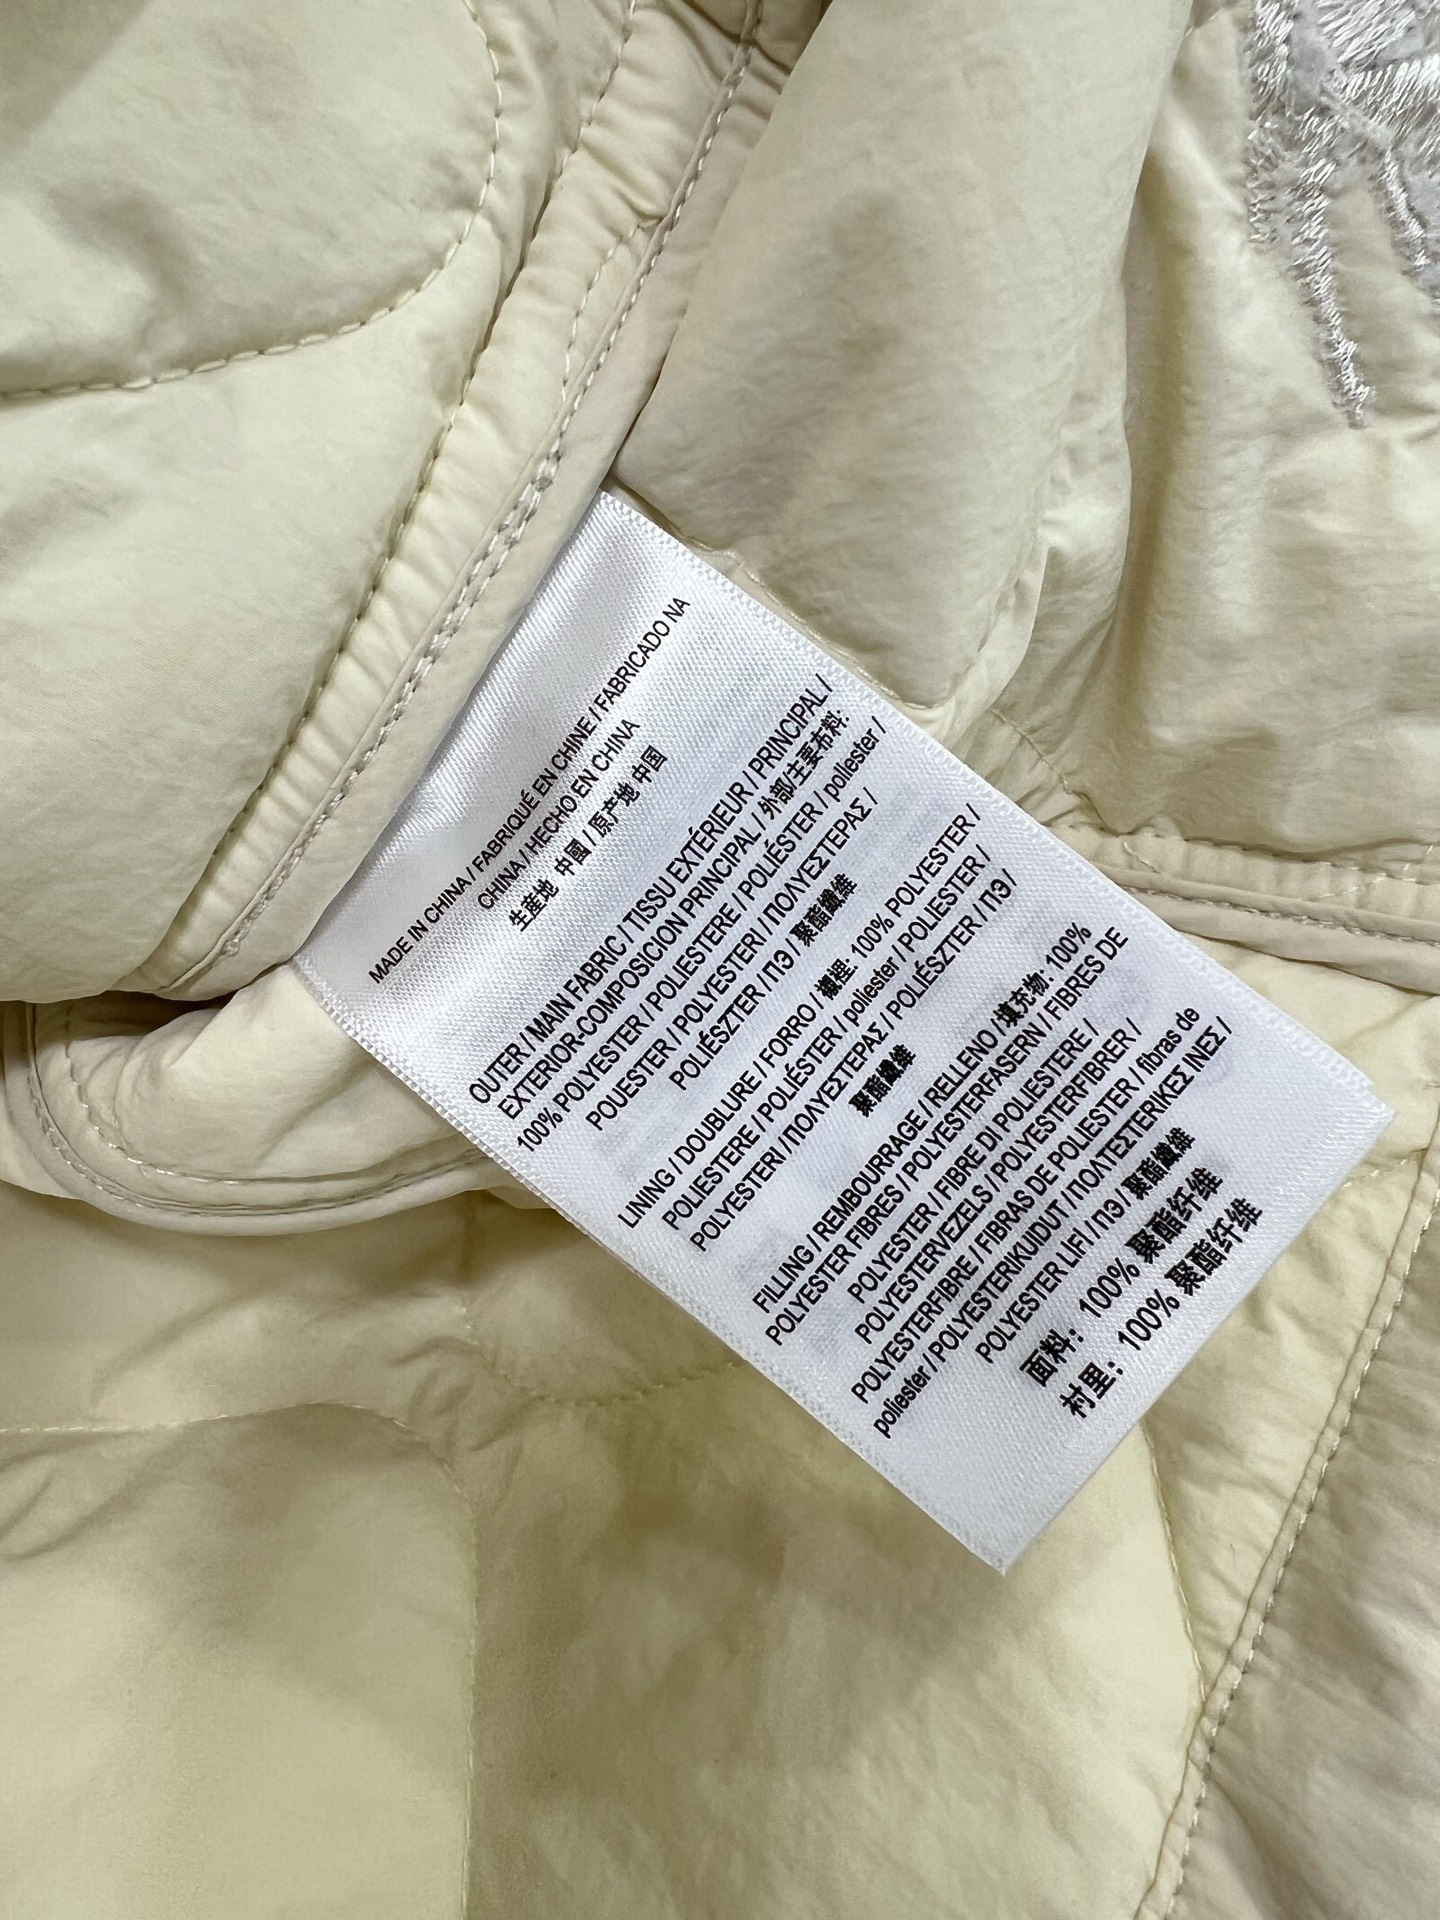 MADE IN CHINA / FABRIQUÉ EN CHINE / FABRICADO NA
CHINA / HECHO EN CHINA
生産地 中國 / 原产地 中国
OUTER / MAIN FABRIC / TISSU EXTÉRIEUR / PRINCIPAL /
EXTERIOR-COMPOSICION PRINCIPAL / 外部/主要布料:
100% POLYESTER / POLIESTERE / POLIÉSTER / poliester /
POUESTER / POLYESTERI / ΠΟΛΥΕΣΤΕΡΑΣ /
POLIÉSZTER / ПЭ / 聚酯纖維
LINING / DOUBLURE / FORRO / 襯裡: 100% POLYESTER /
POLIESTERE / POLIÉSTER / poliester / POLIESTER /
POLYESTERI / ΠΟΛΥΕΣΤΕΡΑΣ / POLIÉSZTER / ПЭ /
聚酯纖維
FILLING / REMBOURRAGE / RELLENO / 填充物: 100%
POLYESTER FIBRES / POLYESTERFASERN / FIBRES DE
POLYESTER / FIBRE DI POLIESTERE /
POLYESTERVEZELS / POLYESTERFIBRER /
POLYESTERFIBRE / FIBRAS DE POLIESTER / fibras de
poliester / POLYESTERIKUIDUT / ΠΟΛΤΕΣΤΕΡΙΚΕΣ ΙΝΕΣ /
POLYESTER LIFI / ПЭ / 聚酯纖維
面料: 100% 聚酯纤维
衬里: 100% 聚酯纤维